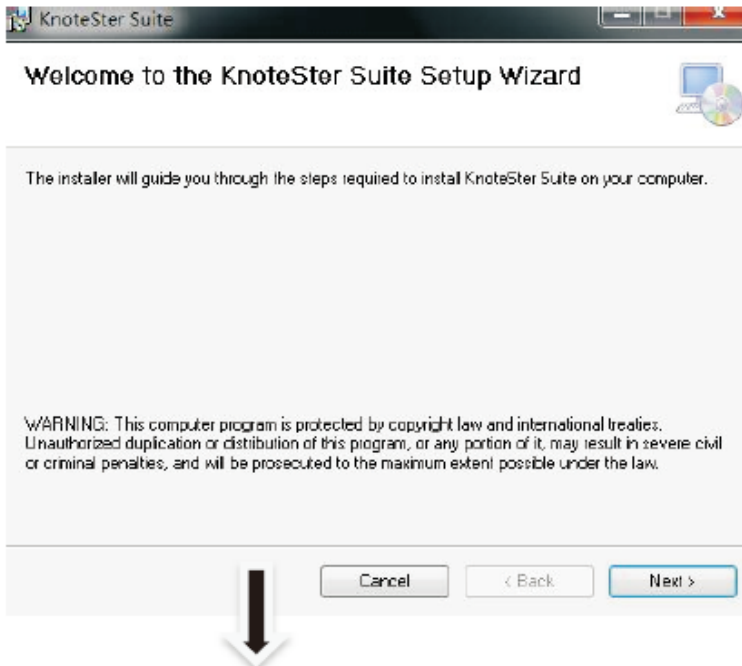 KnoteSter Suite
Welcome to the KnoteSter Suite Setup Wizard
The installer will guide you through the steps required to install KnoteSter Suite on your computer.
WARNING: This computer program is protected by copyright law and international treaties.
Unauthorized duplication or distribution of this program, or any portion of it, may result in severe civil
or criminal penalties, and will be prosecuted to the maximum extent possible under the law.
Cancel
< Back
Next >